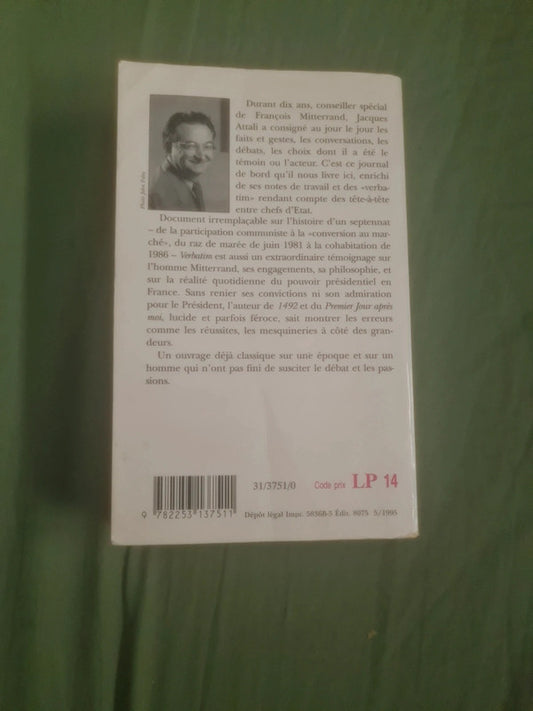 Durant dix ans, conseiller spécial
de François Mitterrand, Jacques
Attali a consigné au jour le jour les
faits et gestes, les conversations, les
débats, les choix dont il a été le
témoin ou l'acteur. C'est ce journal
de bord qu'il nous livre ici, enrichi
de ses notes de travail et des «verba-
tim» rendant compte des tête-à-tête
entre chefs d'Etat.
Document irremplaçable sur l'histoire d'un septennat
– de la participation communiste à la «conversion au mar-
ché», du raz de marée de juin 1981 à la cohabitation de
1986 – Verbatim est aussi un extraordinaire témoignage sur
l'homme Mitterrand, ses engagements, sa philosophie, et
sur la réalité quotidienne du pouvoir présidentiel en
France. Sans renier ses convictions ni son admiration
pour le Président, l'auteur de 1492 et du Premier Jour après
moi, lucide et parfois féroce, sait montrer les erreurs
comme les réussites, les mesquineries à côté des gran-
deurs.
Un ouvrage déjà classique sur une époque et sur un
homme qui n'ont pas fini de susciter le débat et les pas-
sions.
31/3751/0
Code prix LP 14
9 782253 137511
Dépôt légal Impr. 5836B-5 Édit. 8075 5/1995